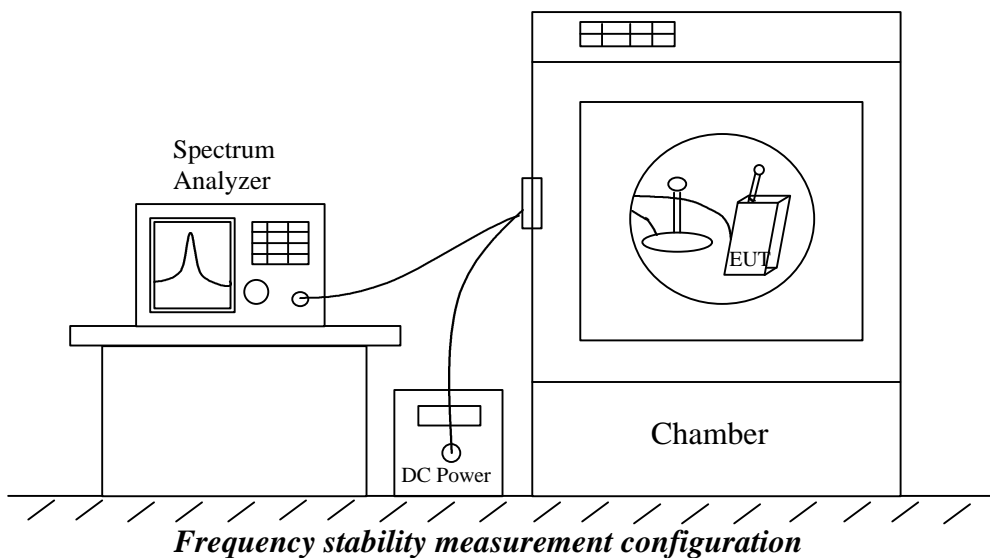 Spectrum
Analyzer
EUT
Chamber
DC Power
Frequency stability measurement configuration